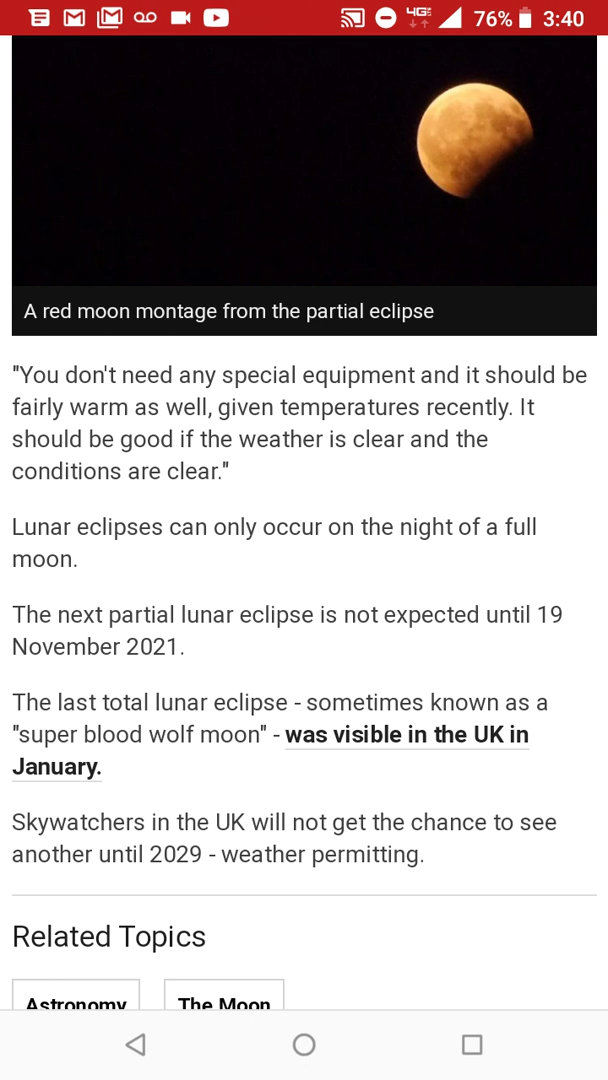 4GE 76% 3:40
A red moon montage from the partial eclipse
"You don't need any special equipment and it should be
fairly warm as well, given temperatures recently. It
should be good if the weather is clear and the
conditions are clear."
Lunar eclipses can only occur on the night of a full
moon.
The next partial lunar eclipse is not expected until 19
November 2021.
The last total lunar eclipse - sometimes known as a
"super blood wolf moon" - was visible in the UK in
January.
Skywatchers in the UK will not get the chance to see
another until 2029 - weather permitting.
Related Topics
Astronomy The Moon